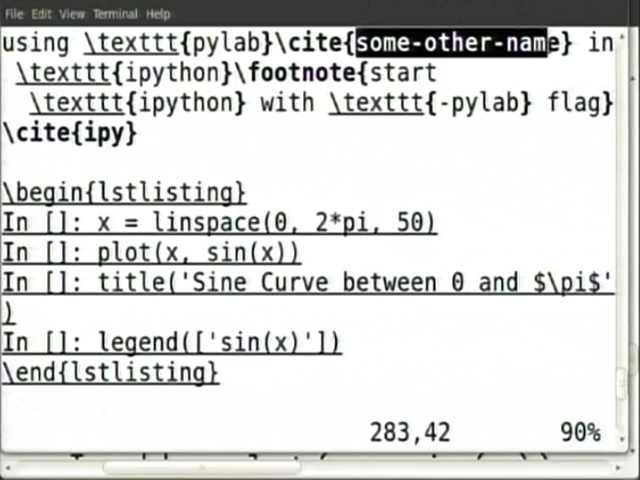 File Edit View Terminal Help
using \texttt{pylab}\cite{some-other-name} in
\texttt{ipython}\footnote{start
\texttt{ipython} with \texttt{-pylab} flag}
\cite{ipy}
\begin{lstlisting}
In []: x = linspace(0, 2*pi, 50)
In []: plot(x, sin(x))
In []: title('Sine Curve between 0 and $\pi$'
)
In []: legend(['sin(x)'])
\end{lstlisting}
283,42 90%